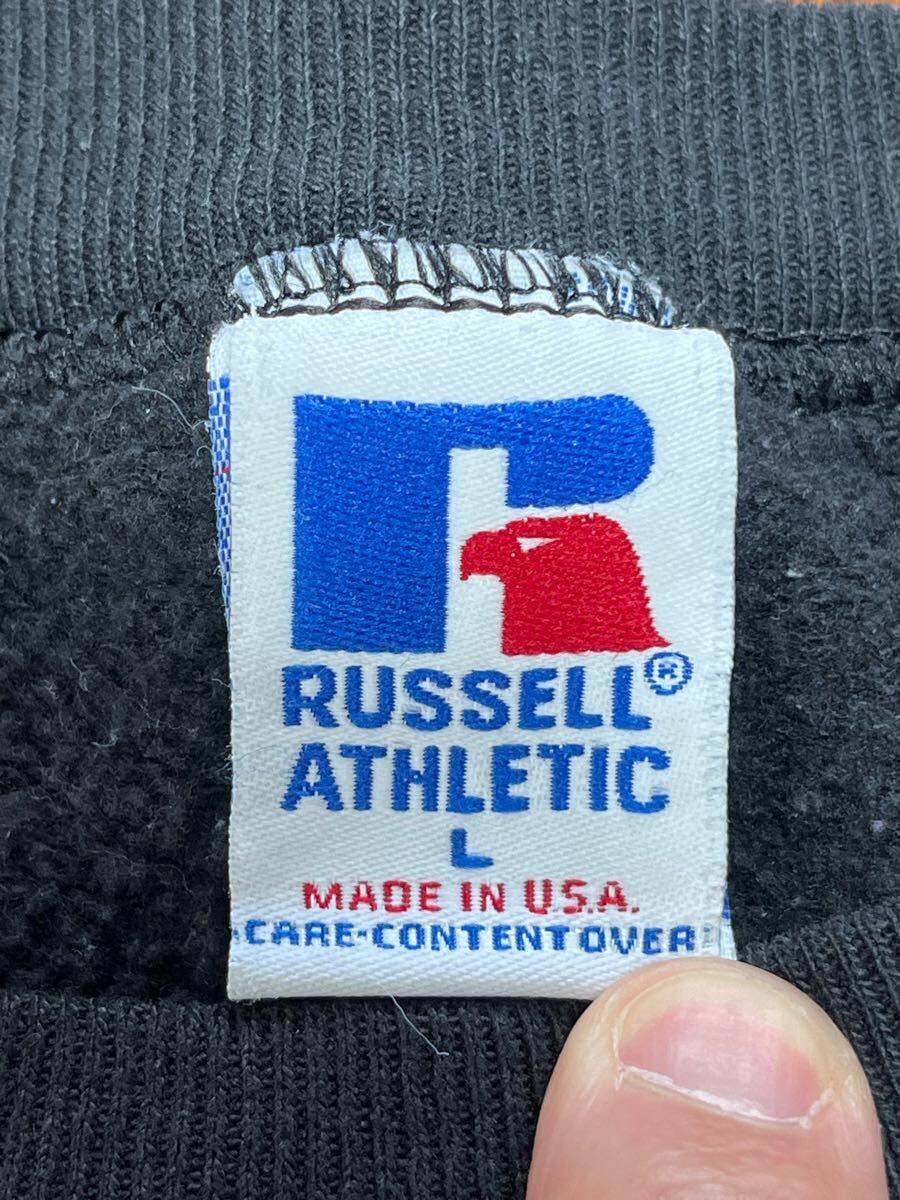 RUSSELL®
ATHLETIC
L
MADE IN U.S.A.
·CARE·CONTENT OVER